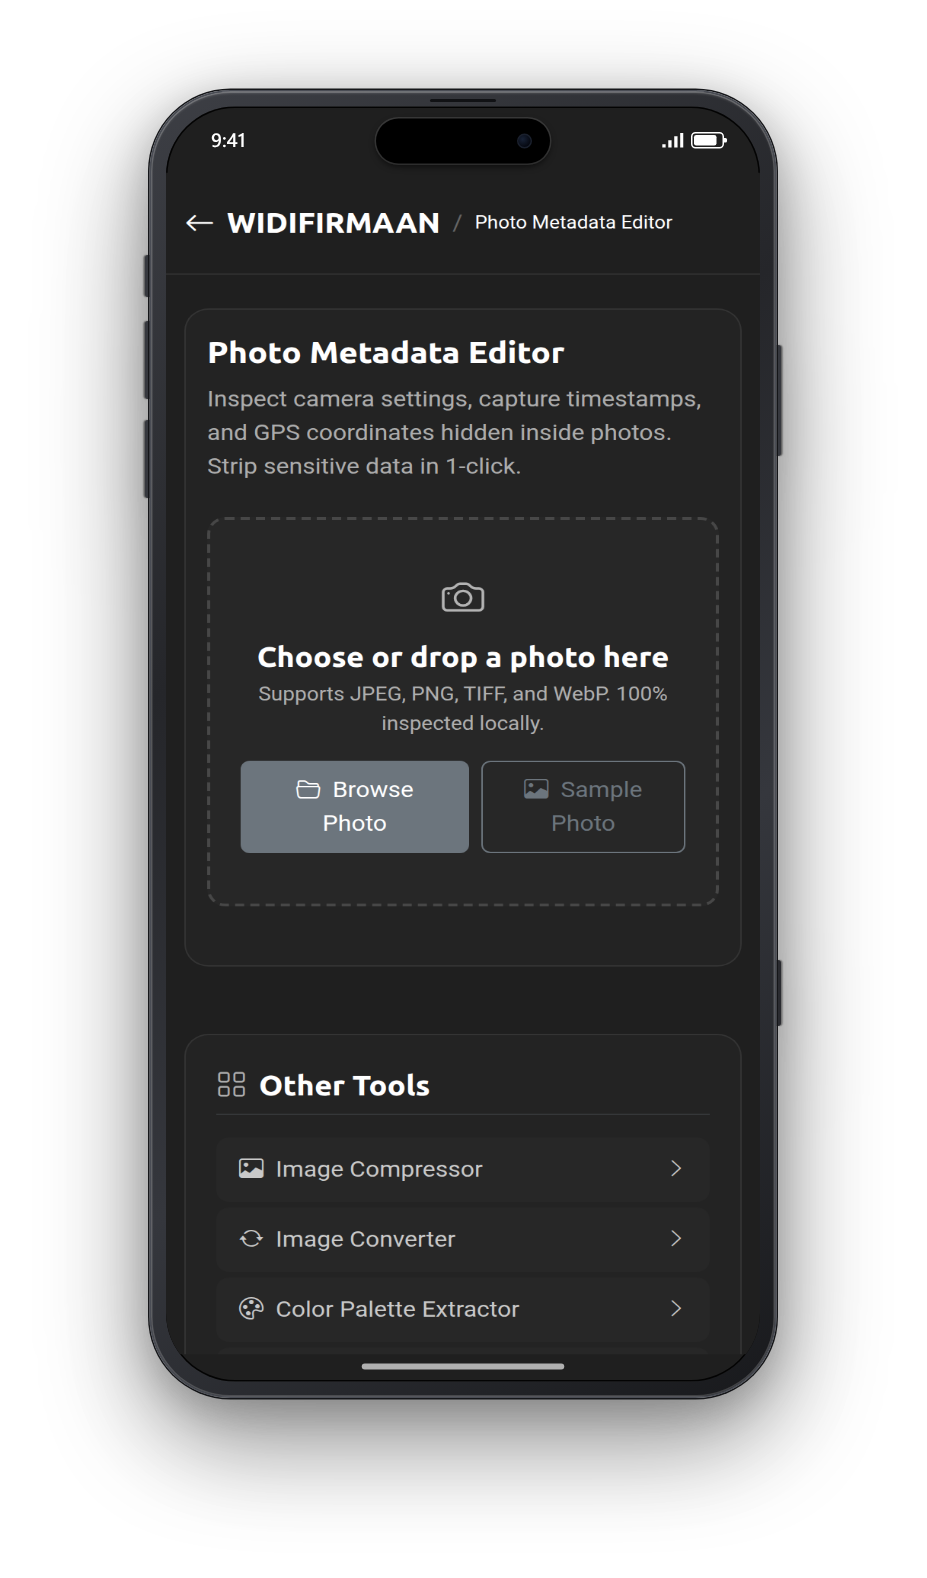 9:41
WIDIFIRMAAN / Photo Metadata Editor
Photo Metadata Editor
Inspect camera settings, capture timestamps,
and GPS coordinates hidden inside photos.
Strip sensitive data in 1-click.
Choose or drop a photo here
Supports JPEG, PNG, TIFF, and WebP. 100%
inspected locally.
Browse
Photo
Sample
Photo
Other Tools
Image Compressor
Image Converter
Color Palette Extractor